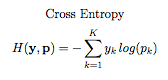 Cross Entropy
H(y, p) = − ∑_{k=1}^{K} y_k log(p_k)